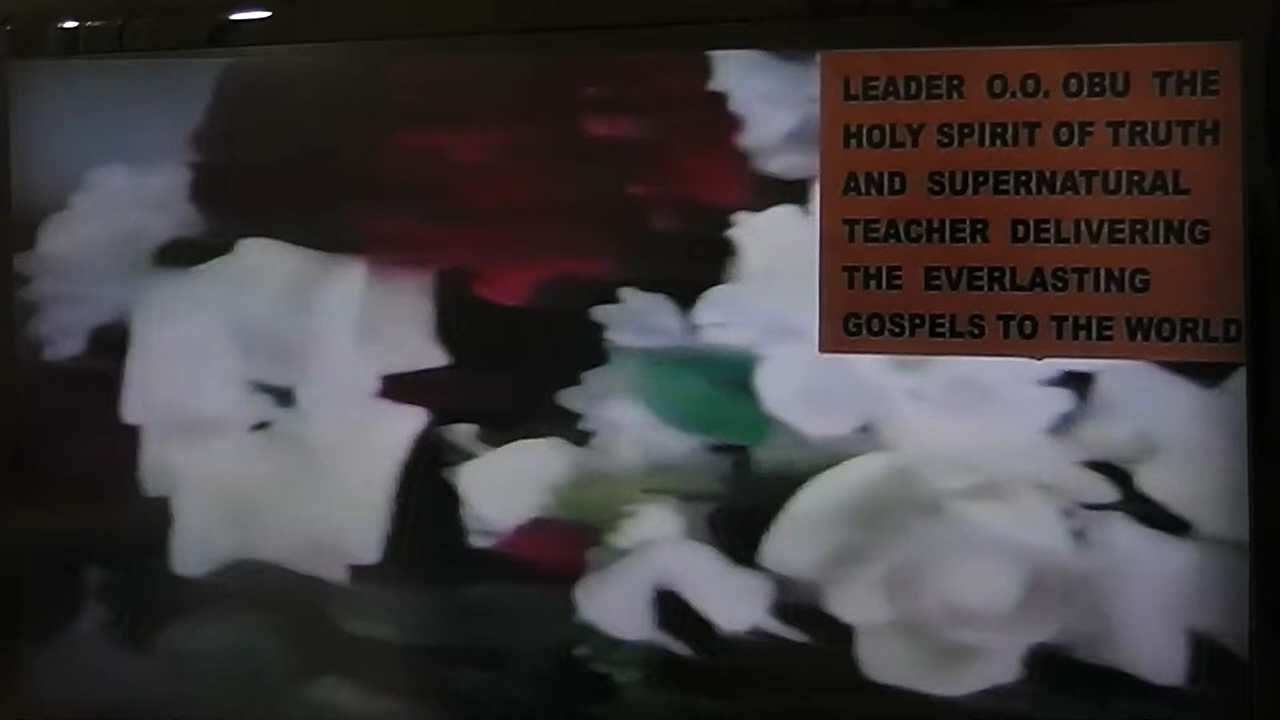 LEADER O.O. OBU THE
HOLY SPIRIT OF TRUTH
AND SUPERNATURAL
TEACHER DELIVERING
THE EVERLASTING
GOSPELS TO THE WORLD